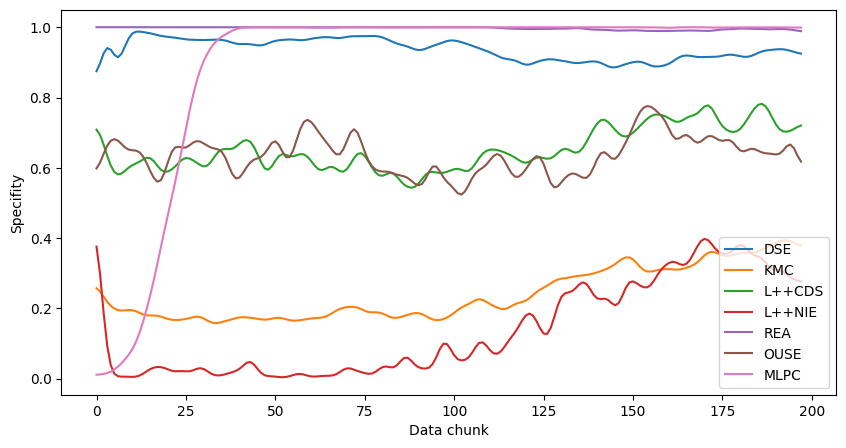 1.0
0.8
0.6
0.4
0.2
0.0
Specifity
0
25
50
75
100
125
150
175
200
Data chunk
DSE
KMC
L++CDS
L++NIE
REA
OUSE
MLPC